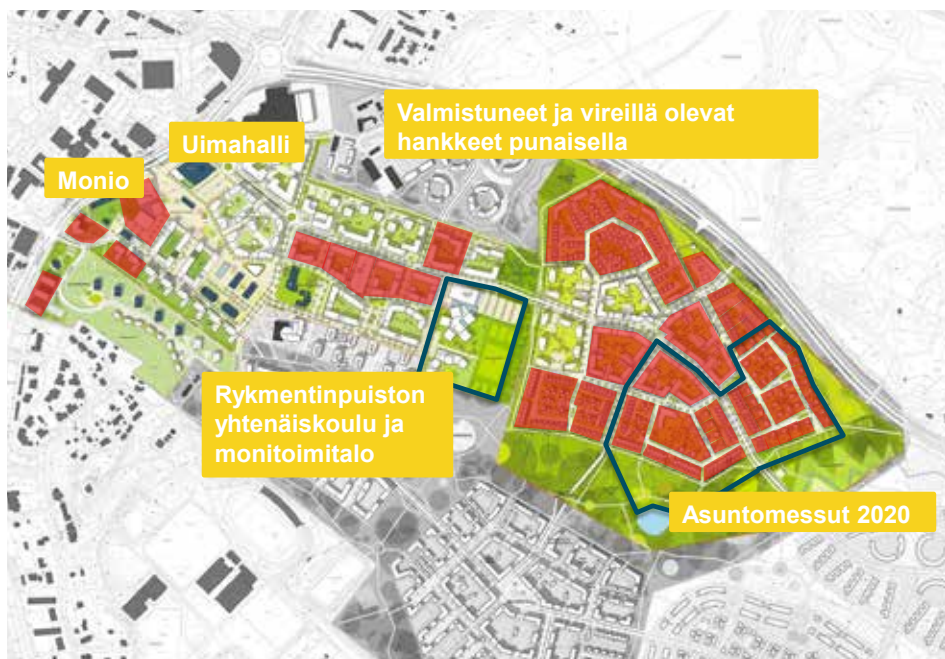 Valmistuneet ja vireillä olevat
hankkeet punaisella
Uimahalli
Monio
Rykmentinpuiston
yhtenäiskoulu ja
monitoimitalo
Asuntomessut 2020